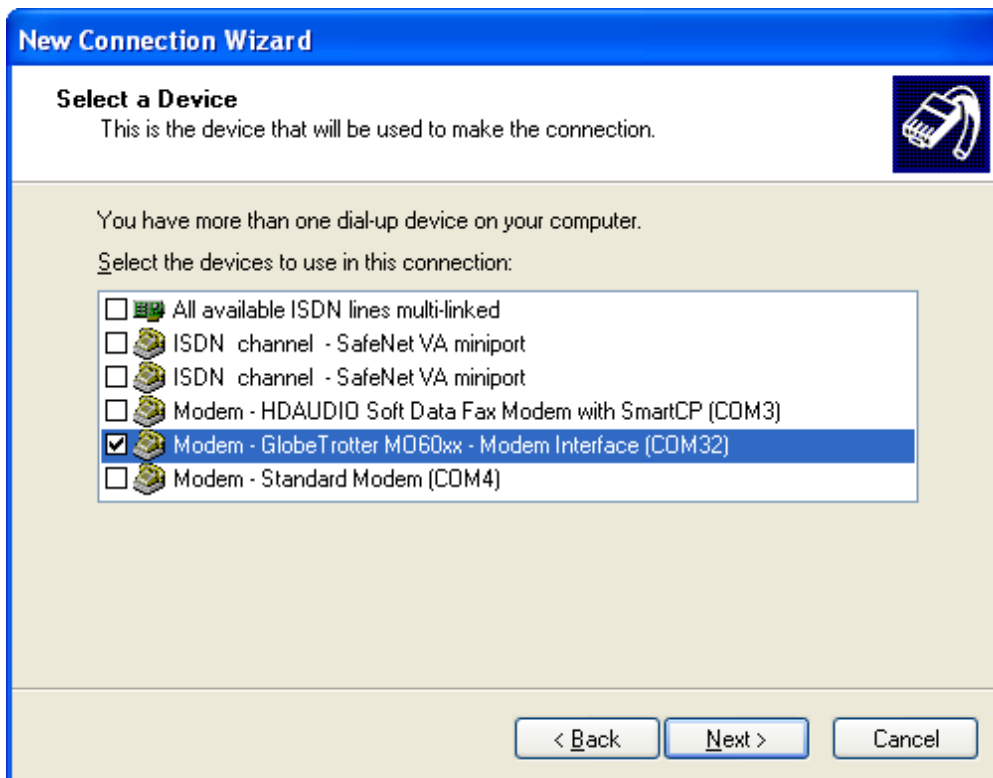 New Connection Wizard
Select a Device
This is the device that will be used to make the connection.
You have more than one dial-up device on your computer.
Select the devices to use in this connection:
All available ISDN lines multi-linked
ISDN  channel  - SafeNet VA miniport
ISDN  channel  - SafeNet VA miniport
Modem - HDAUDIO Soft Data Fax Modem with SmartCP (COM3)
Modem - GlobeTrotter MO60xx - Modem Interface (COM32)
Modem - Standard Modem (COM4)
< Back
Next >
Cancel